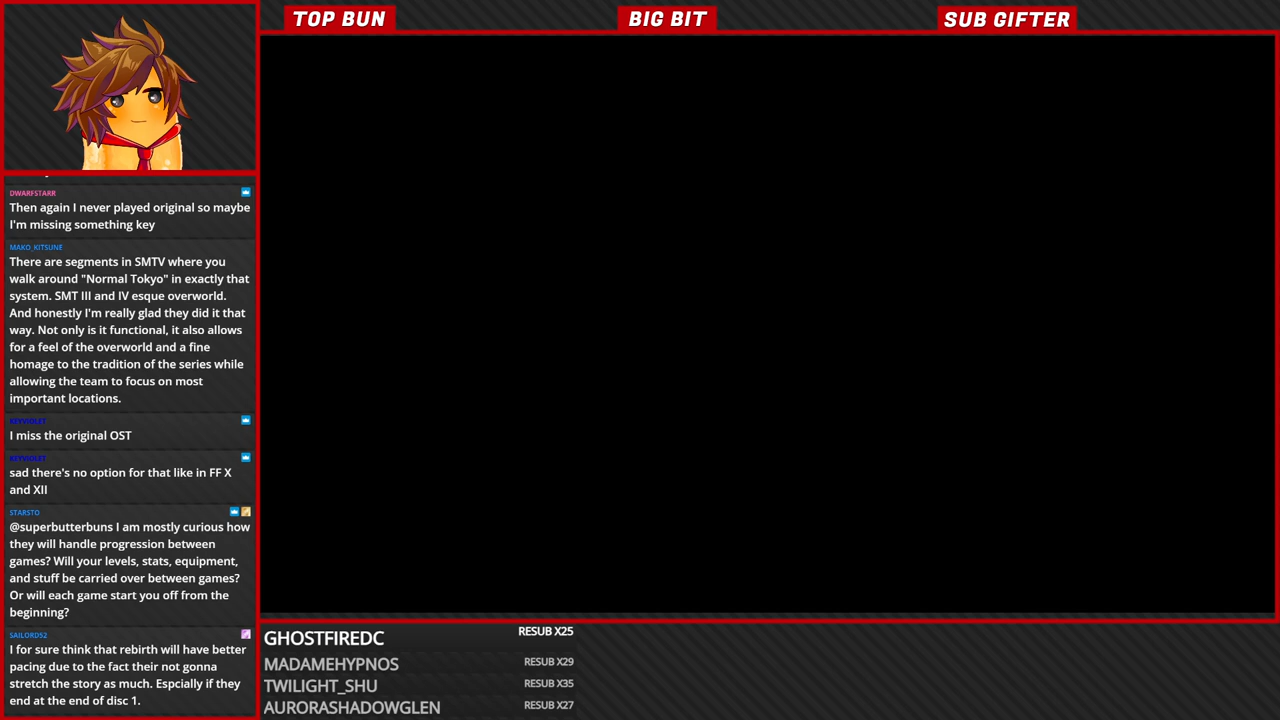 TOP BUN
BIG BIT
SUB GIFTER
DWARFSTARR
Then again I never played original so maybe
I'm missing something key
MAKO_KITSUNE
There are segments in SMTV where you
walk around "Normal Tokyo" in exactly that
system. SMT III and IV esque overworld.
And honestly I'm really glad they did it that
way. Not only is it functional, it also allows
for a feel of the overworld and a fine
homage to the tradition of the series while
allowing the team to focus on most
important locations.
KEYVIOLET
I miss the original OST
KEYVIOLET
sad there's no option for that like in FF X
and XII
STARSTO
@superbutterbuns I am mostly curious how
they will handle progression between
games? Will your levels, stats, equipment,
and stuff be carried over between games?
Or will each game start you off from the
beginning?
SAILORDS2
I for sure think that rebirth will have better
pacing due to the fact their not gonna
stretch the story as much. Espcially if they
end at the end of disc 1.
GHOSTFIREDC RESUB X25
MADAMEHYPNOS RESUB X29
TWILIGHT_SHU RESUB X35
AURORASHADOWGLEN RESUB X27